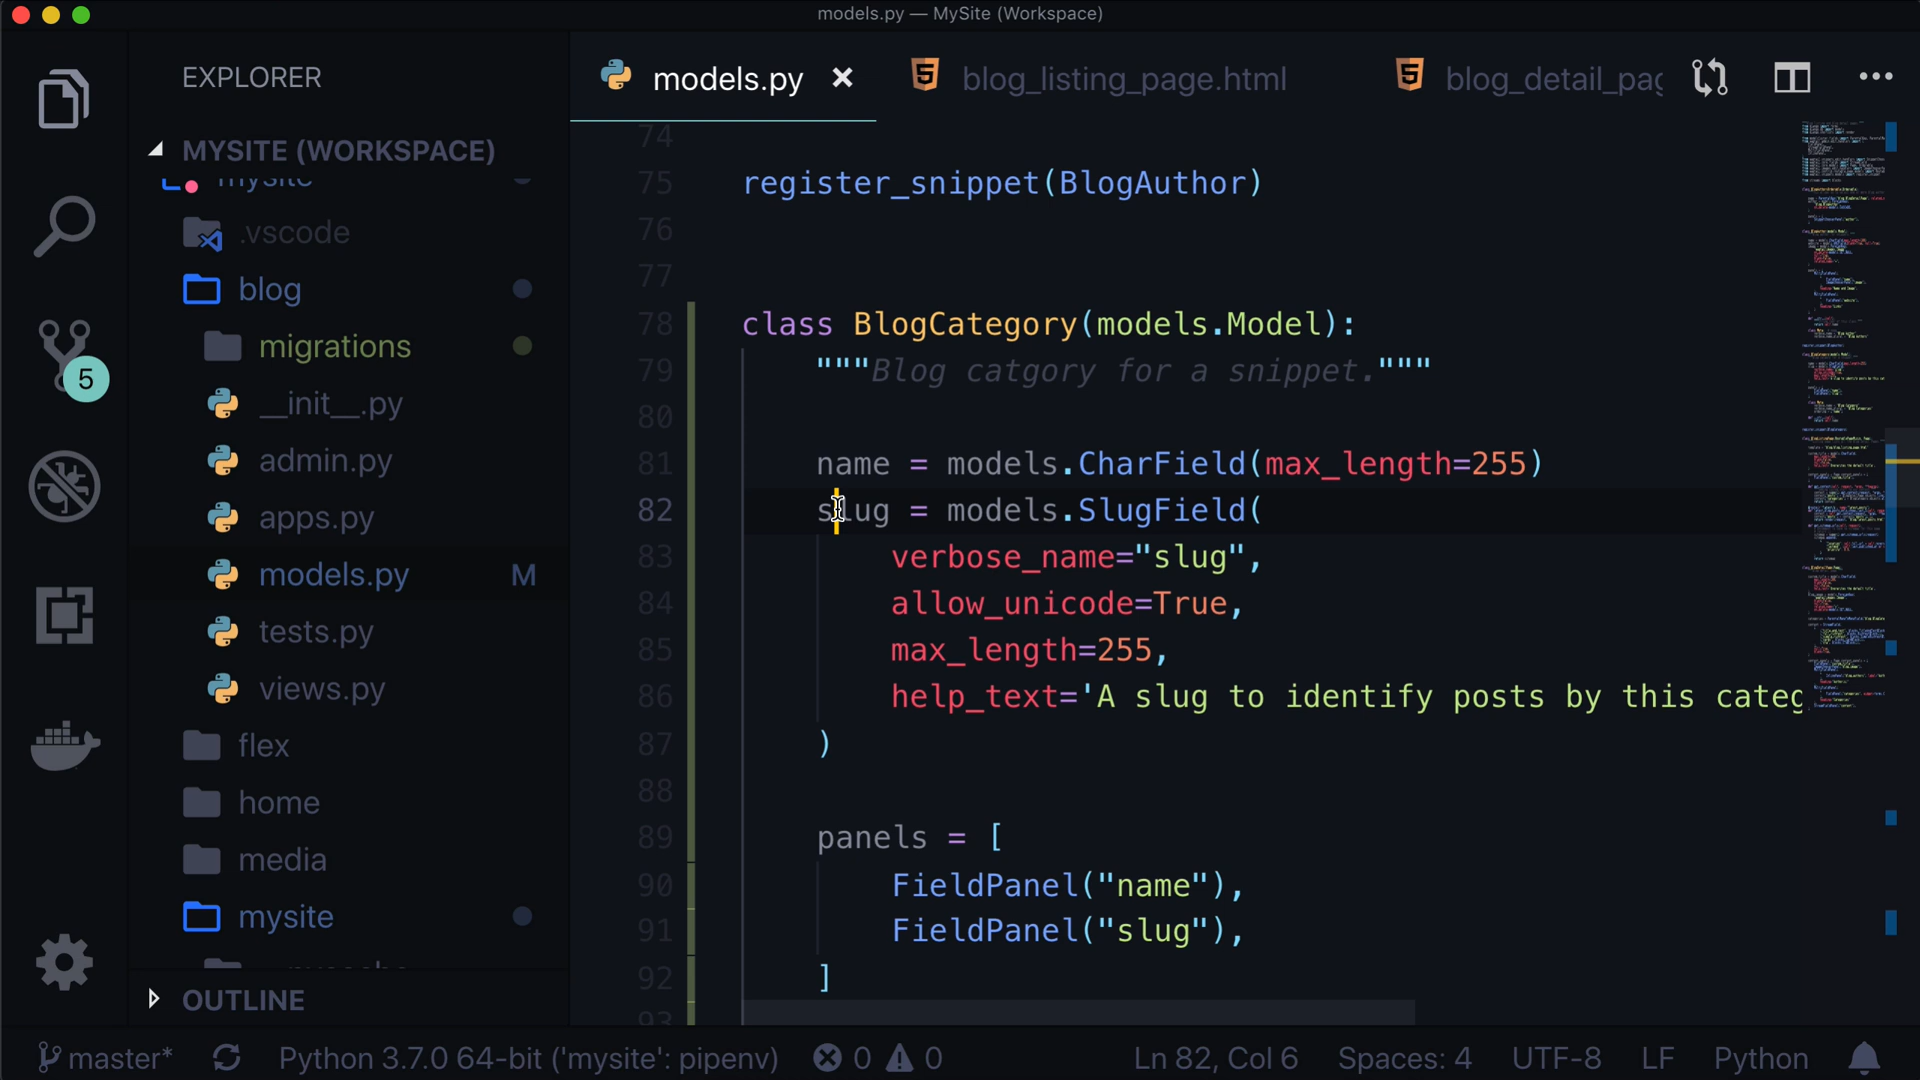 models.py — MySite (Workspace)
EXPLORER
MYSITE (WORKSPACE)
mysite
.vscode
blog
migrations
__init__.py
admin.py
apps.py
models.py M
tests.py
views.py
flex
home
media
mysite
OUTLINE
5
models.py
blog_listing_page.html
blog_detail_pag
74
75 register_snippet(BlogAuthor)
76
77
78 class BlogCategory(models.Model):
79 """Blog catgory for a snippet."""
80
81 name = models.CharField(max_length=255)
82 slug = models.SlugField(
83 verbose_name="slug",
84 allow_unicode=True,
85 max_length=255,
86 help_text='A slug to identify posts by this categ
87 )
88
89 panels = [
90 FieldPanel("name"),
91 FieldPanel("slug"),
92 ]
93
master* Python 3.7.0 64-bit ('mysite': pipenv) 0 0 Ln 82, Col 6 Spaces: 4 UTF-8 LF Python